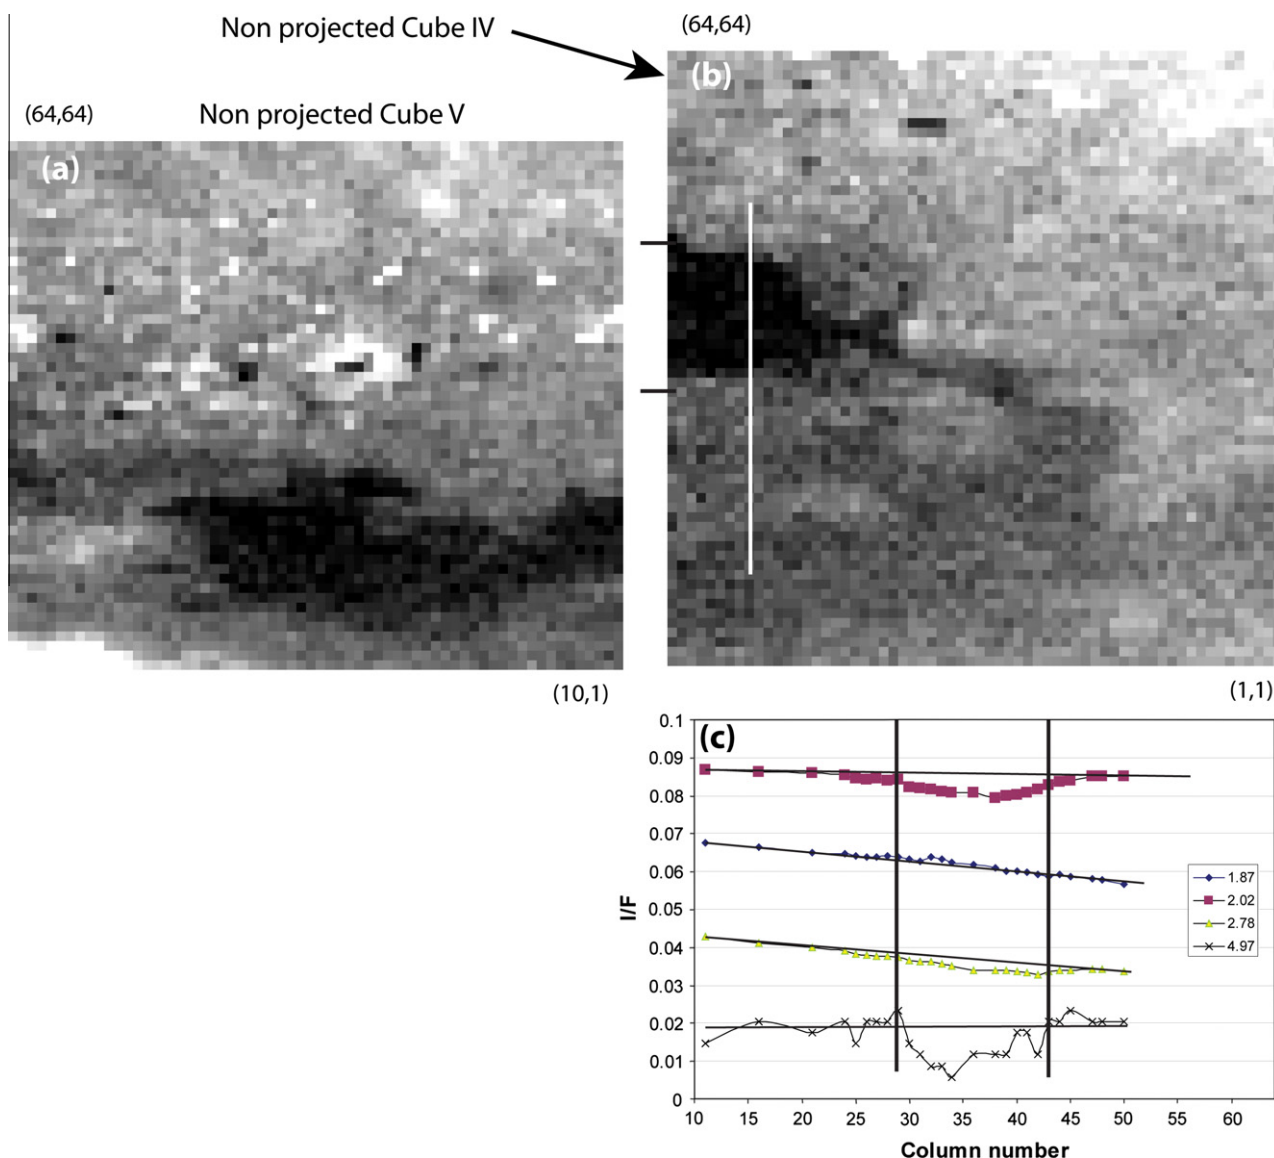 Non projected Cube IV
(64,64)
(b)
(64,64)
Non projected Cube V
(a)
(10,1)
(1,1)
(c)
0.1
0.09
0.08
0.07
0.06
0.05
0.04
0.03
0.02
0.01
0
I/F
1.87
2.02
2.78
4.97
10 15 20 25 30 35 40 45 50 55 60
Column number